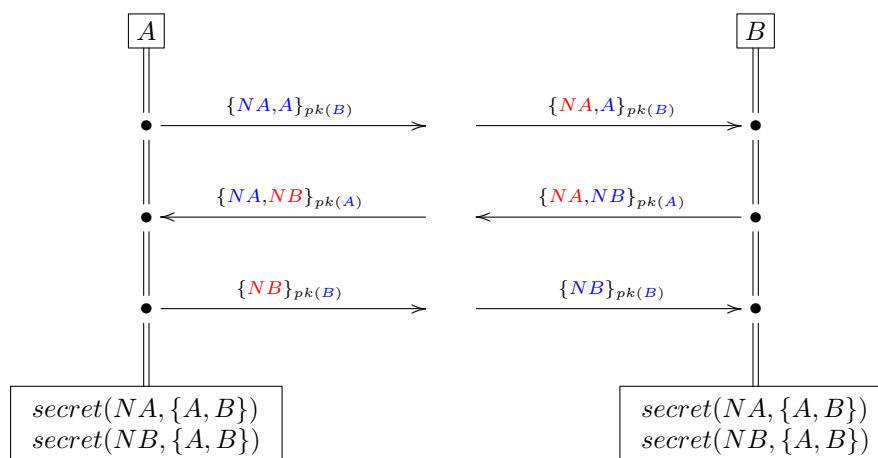 A B
{NA,A}pk(B) {NA,A}pk(B)
{NA,NB}pk(A) {NA,NB}pk(A)
{NB}pk(B) {NB}pk(B)
secret(NA, {A, B}) secret(NA, {A, B})
secret(NB, {A, B}) secret(NB, {A, B})